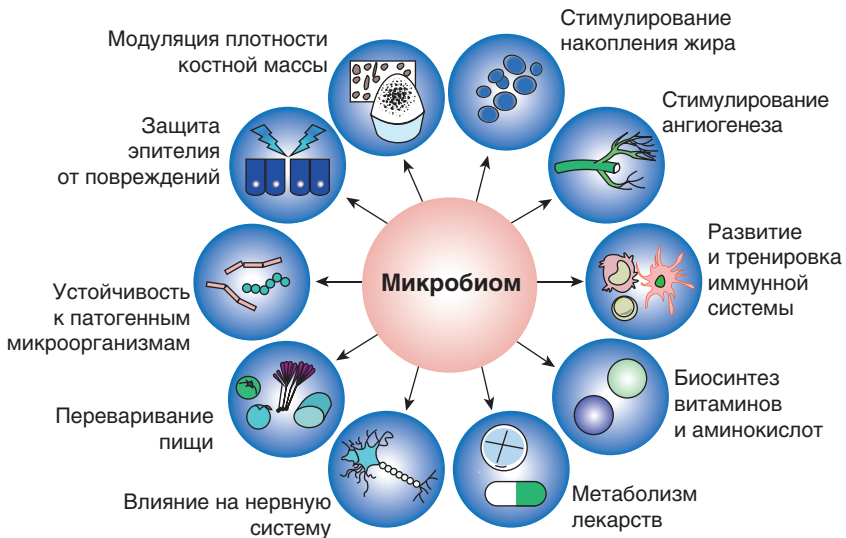 Модуляция плотности
костной массы
Стимулирование
накопления жира
Защита
эпителия
от повреждений
Стимулирование
ангиогенеза
Устойчивость
к патогенным
микроорганизмам
Микробиом
Развитие
и тренировка
иммунной
системы
Переваривание
пищи
Биосинтез
витаминов
и аминокислот
Влияние на нервную
систему
Метаболизм
лекарств